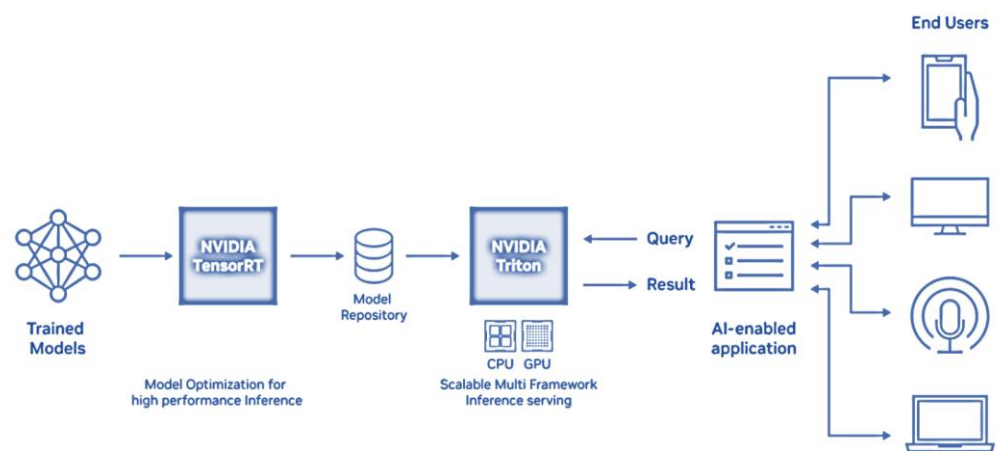 End Users
NVIDIA
TensorRT
NVIDIA
Triton
Query
Result
Model
Repository
Trained
Models
AI-enabled
application
CPU GPU
Model Optimization for
high performance Inference
Scalable Multi Framework
Inference serving